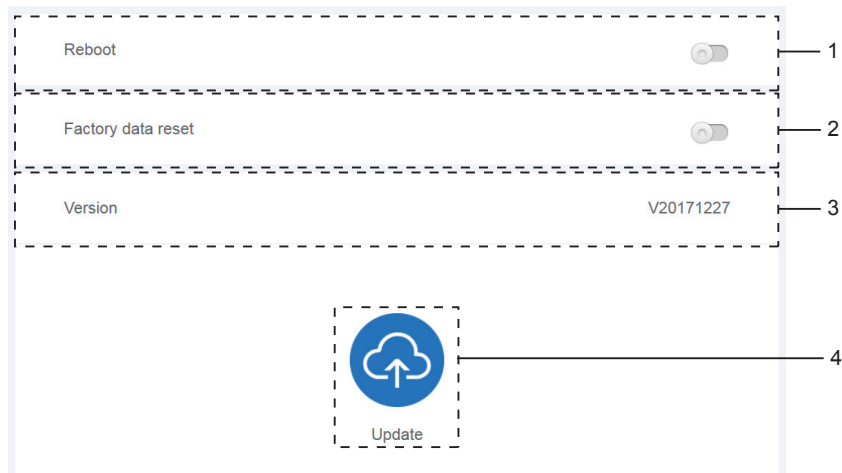 Reboot
1
Factory data reset
2
Version V20171227
3
4
Update